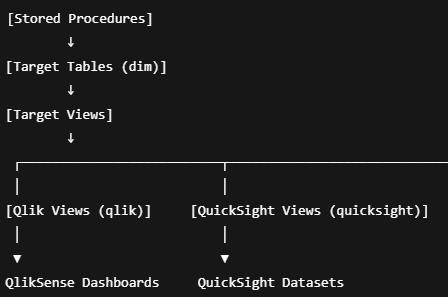 [Stored Procedures]
↓
[Target Tables (dim)]
↓
[Target Views]
↓
[Qlik Views (qlik)] [QuickSight Views (quicksight)]
▼ ▼
QlikSense Dashboards QuickSight Datasets